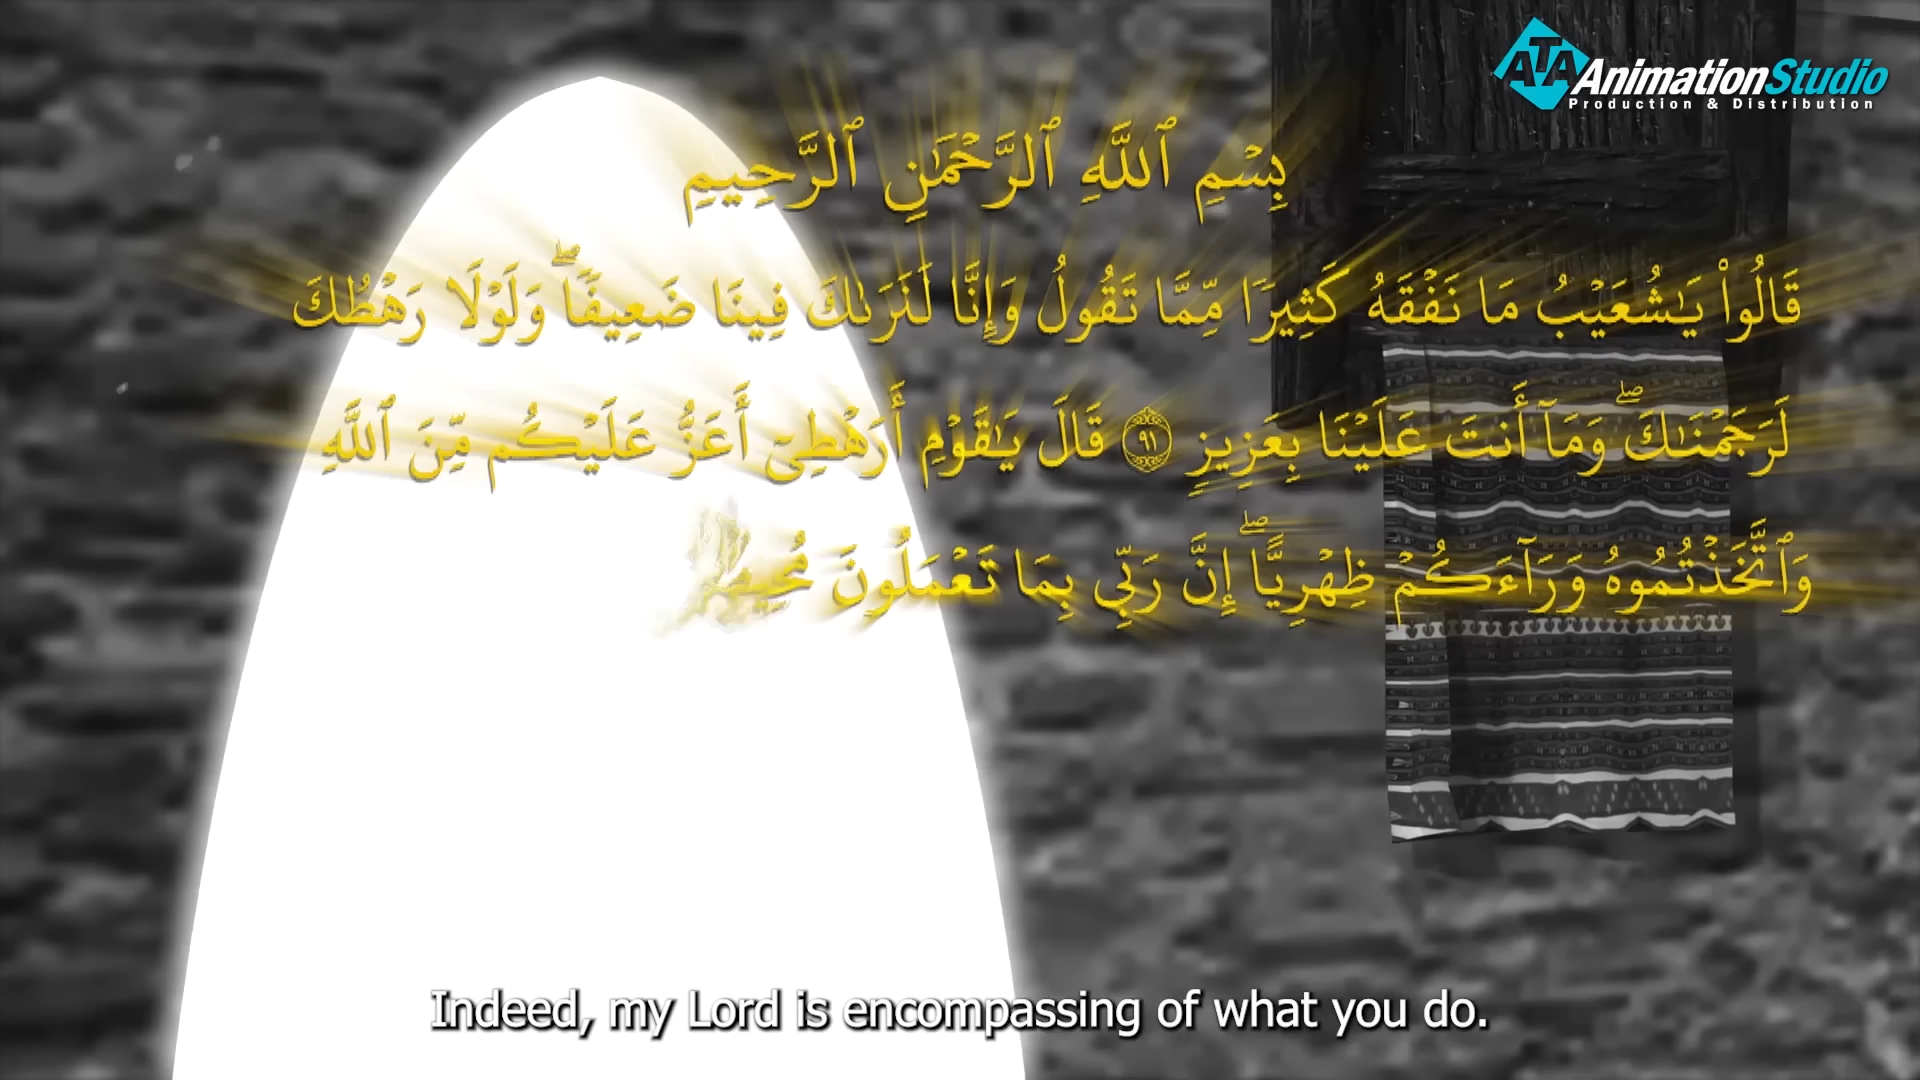 ATA AnimationStudio
Production & Distribution
بِسْمِ ٱللَّهِ ٱلرَّحْمَٰنِ ٱلرَّحِيمِ
قَالُوا۟ يَٰشُعَيْبُ مَا نَفْقَهُ كَثِيرًا مِّمَّا تَقُولُ وَإِنَّا لَنَرَىٰكَ فِينَا ضَعِيفًاۖ وَلَوْلَا رَهْطُكَ
لَرَجَمْنَٰكَۖ وَمَآ أَنتَ عَلَيْنَا بِعَزِيزٍ ٩١ قَالَ يَٰقَوْمِ أَرَهْطِىٓ أَعَزُّ عَلَيْكُم مِّنَ ٱللَّهِ
وَٱتَّخَذْتُمُوهُ وَرَآءَكُمْ ظِهْرِيًّاۖ إِنَّ رَبِّي بِمَا تَعْمَلُونَ
Indeed, my Lord is encompassing of what you do.